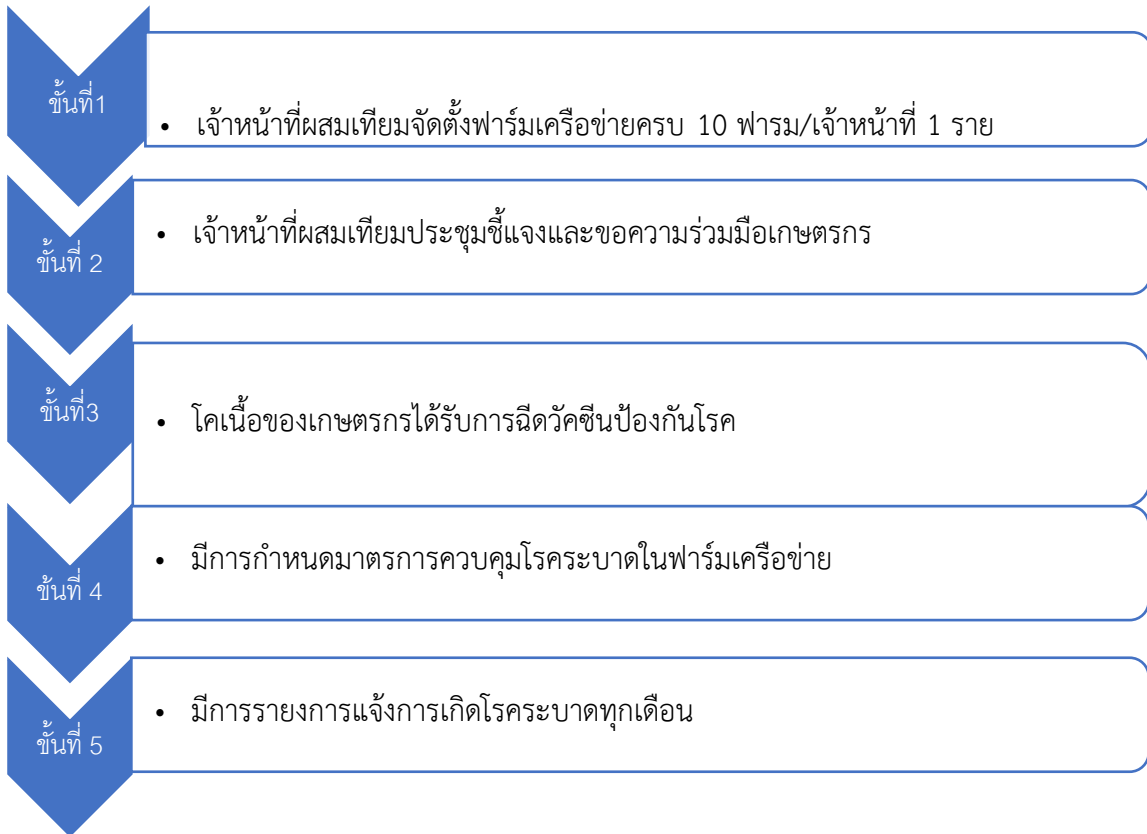 ขั้นที่1
• เจ้าหน้าที่ผสมเทียมจัดตั้งฟาร์มเครือข่ายครบ 10 ฟารม/เจ้าหน้าที่ 1 ราย
ขั้นที่ 2
• เจ้าหน้าที่ผสมเทียมประชุมชี้แจงและขอความร่วมมือเกษตรกร
ขั้นที่3
• โคเนื้อของเกษตรกรได้รับการฉีดวัคซีนป้องกันโรค
ข้นที่ 4
• มีการกำหนดมาตรการควบคุมโรคระบาดในฟาร์มเครือข่าย
ขั้นที่ 5
• มีการรายงการแจ้งการเกิดโรคระบาดทุกเดือน